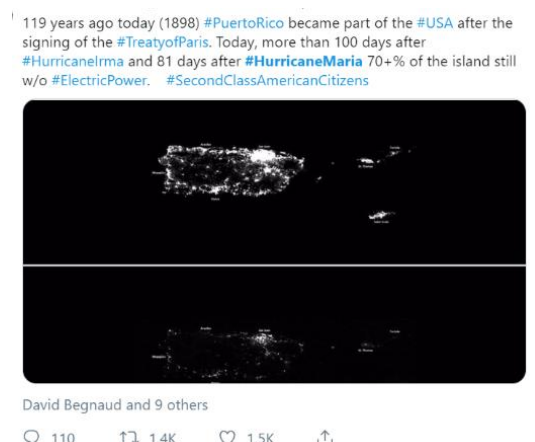 119 years ago today (1898) #PuertoRico became part of the #USA after the
signing of the #TreatyofParis. Today, more than 100 days after
#HurricaneIrma and 81 days after #HurricaneMaria 70+% of the island still
w/o #ElectricPower. #SecondClassAmericanCitizens
David Begnaud and 9 others
110 1.4K 1.5K